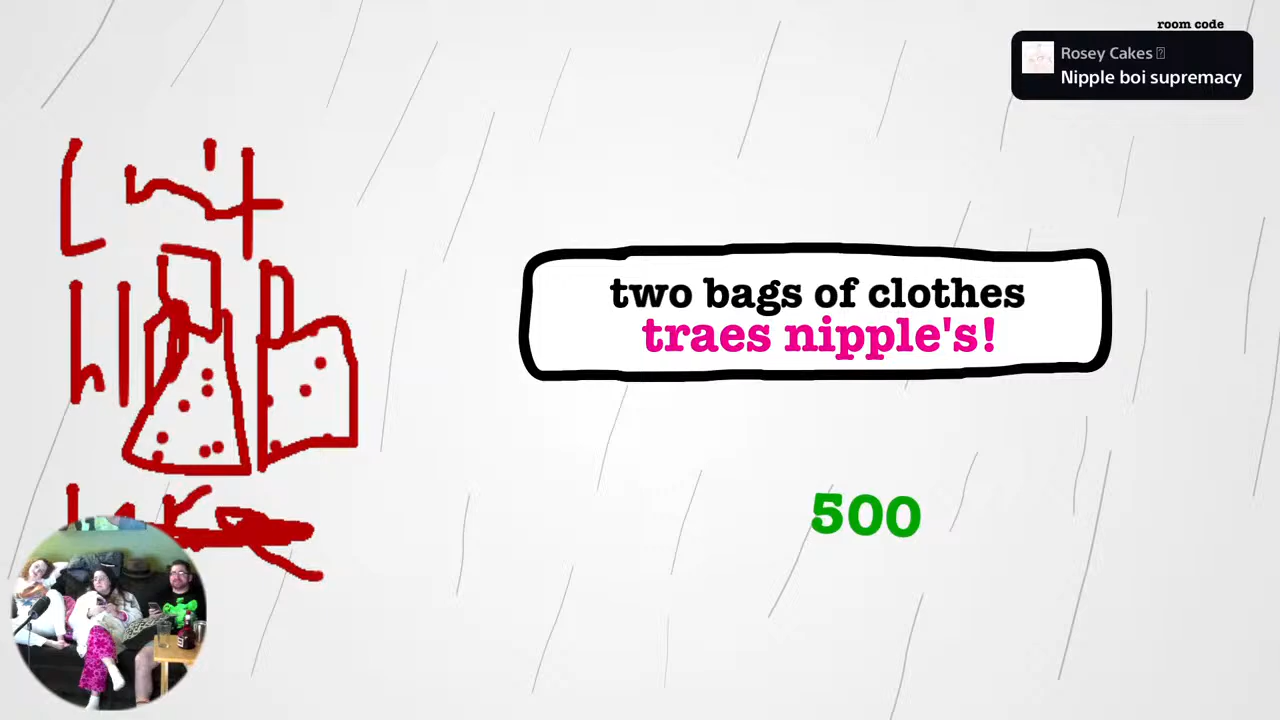 room code
Rosey Cakes
Nipple boi supremacy
two bags of clothes
traes nipple's!
500